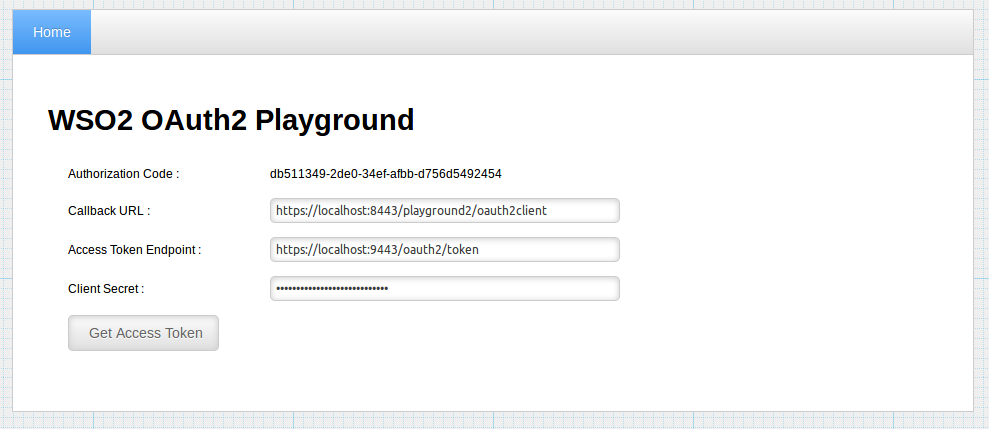 Home
WSO2 OAuth2 Playground
Authorization Code : db511349-2de0-34ef-afbb-d756d5492454
Callback URL : https://localhost:8443/playground2/oauth2client
Access Token Endpoint : https://localhost:9443/oauth2/token
Client Secret : ••••••••••••••••••••••••••••
Get Access Token